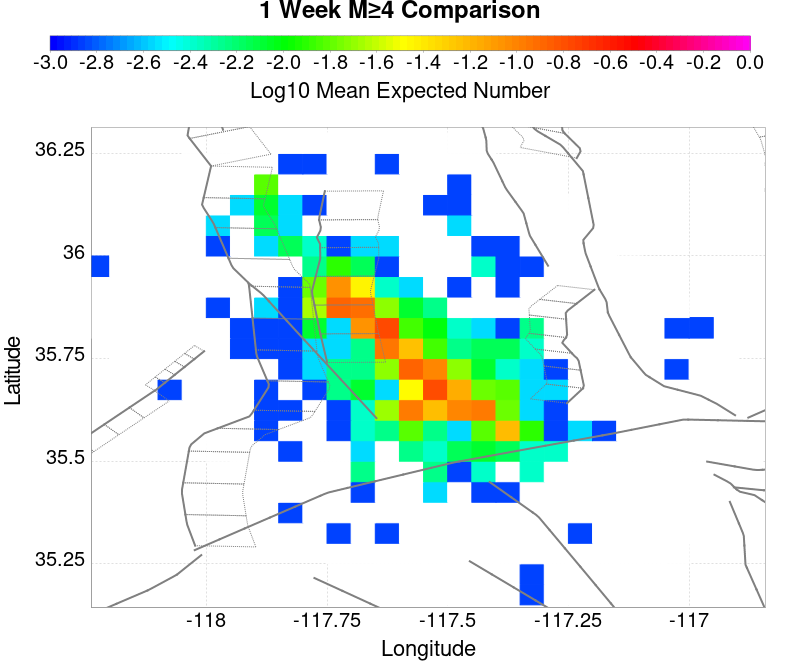 1 Week M≥4 Comparison
-3.0 -2.8 -2.6 -2.4 -2.2 -2.0 -1.8 -1.6 -1.4 -1.2 -1.0 -0.8 -0.6 -0.4 -0.2 0.0
Log10 Mean Expected Number
36.25
36
35.75
35.5
35.25
Latitude
-118 -117.75 -117.5 -117.25 -117
Longitude